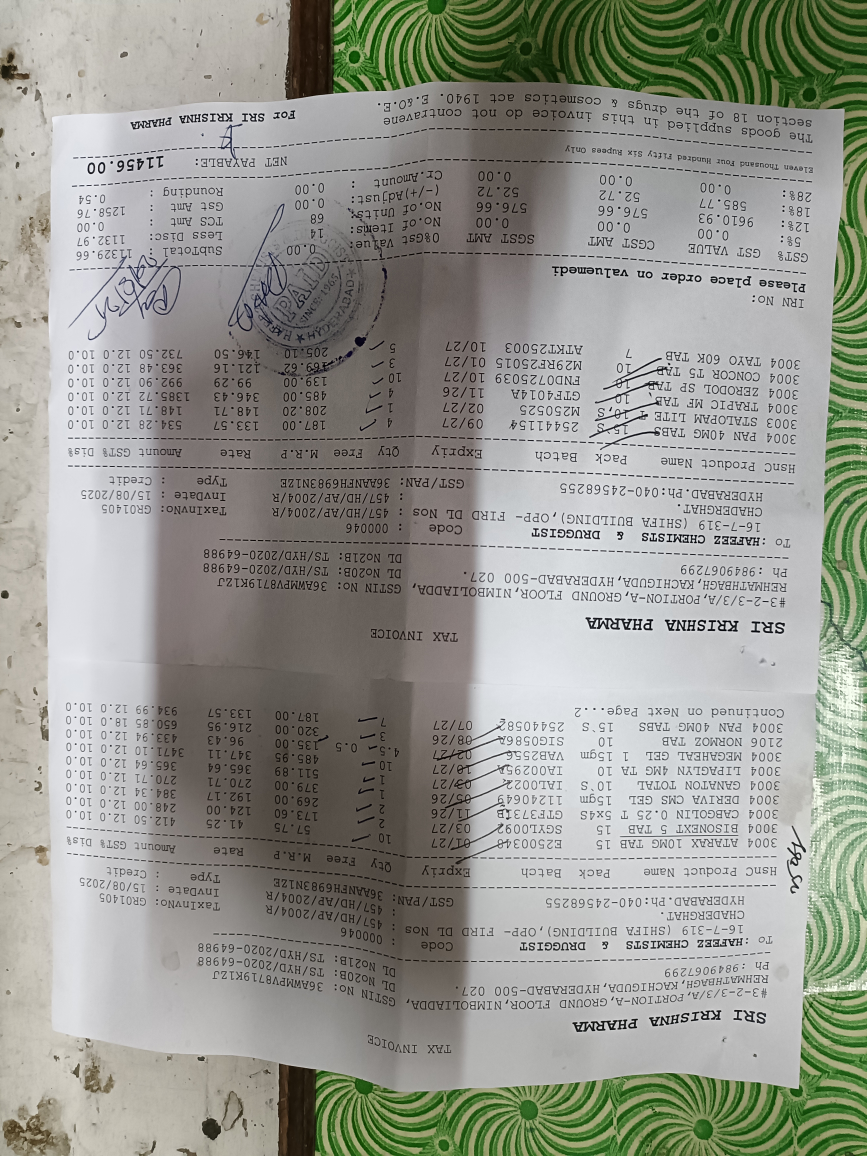 TAX INVOICE
SRI KRISHNA PHARMA
#3-2-3/3/A, PORTION-A, GROUND FLOOR, NIMBOLIADDA, GSTIN No: 36AWMPV8719K1ZJ
REHMATHBAGH, KACHIGUDA, HYDERABAD-500 027. DL No20B: TS/HYD/2020-64988
Ph :9849067299 DL No21B: TS/HYD/2020-64988
To :HAFEEZ CHEMISTS & DRUGGIST Code : 000046
16-7-319 (SHIFA BUILDING), OPP- FIRD DL Nos : 457/HD/AP/2004/R TaxInvNo: GR01405
CHADERGHAT. : 457/HD/AP/2004/R InvDate : 15/08/2025
HYDERABAD.Ph:040-24568255 GST/PAN: 36AANFH6983N1ZE Type : Credit
HsnC Product Name Pack Batch Expriy Qty Free M.R.P Rate Amount GST% Dis%
3004 ATARAX 10MG TAB 15 E2500348 01/27 10 57.75 41.25 412.50 12.0 10.0
3004 BISONEXT 5 TAB 15 SGYL0092 03/27 2 173.60 124.00 248.00 12.0 10.0
3004 CABGOLIN 0.25 T 5x4S GTF3731B 11/26 2 269.00 192.17 384.34 12.0 10.0
3004 DERIVA CMS GEL 15gm 11240649 05/26 1 379.00 270.71 270.71 12.0 10.0
3004 GANATON TOTAL 10`S IAL0022 1 511.89 365.64 365.64 12.0 10.0
3004 LIPAGLYN 4MG TA 10 IA00295A 10/27 10 485.95 347.11 3471.10 12.0 10.0
3004 MEGAHEAL GEL 1 15gm VAB2556 02/27 4.5 0.5 135.00 96.43 433.94 12.0 10.0
2106 NORMOZ TAB 10 SIGG586A 08/26 3 320.00 216.95 650.85 18.0 10.0
3004 PAN 40MG TABS 15`S 25440582 07/27 7 187.00 133.57 934.99 12.0 10.0
Continued on Next Page...2
TAX INVOICE
SRI KRISHNA PHARMA
#3-2-3/3/A, PORTION-A, GROUND FLOOR, NIMBOLIADDA, GSTIN No: 36AWMPV8719K1ZJ
REHMATHBAGH, KACHIGUDA, HYDERABAD-500 027. DL No20B: TS/HYD/2020-64988
Ph :9849067299 DL No21B: TS/HYD/2020-64988
To :HAFEEZ CHEMISTS & DRUGGIST Code : 000046
16-7-319 (SHIFA BUILDING), OPP- FIRD DL Nos : 457/HD/AP/2004/R TaxInvNo: GR01405
CHADERGHAT. : 457/HD/AP/2004/R InvDate : 15/08/2025
HYDERABAD.Ph:040-24568255 GST/PAN: 36AANFH6983N1ZE Type : Credit
HsnC Product Name Pack Batch Expriy Qty Free M.R.P Rate Amount GST% Dis%
3004 PAN 40MG TABS 15`S 25441154 09/27 4 187.00 133.57 534.28 12.0 10.0
3003 STALOPAM LITE T 10`S M250525 02/27 1 208.20 148.71 148.71 12.0 10.0
3004 TRAPIC MF TAB 10 GTF4014A 11/26 4 485.00 346.43 1385.72 12.0 10.0
3004 ZERODOL SP TAB 10 FND0725039 10/27 10 139.00 99.29 992.90 12.0 10.0
3004 CONCOR T5 TAB 10 M29RF25015 01/27 3 169.62 121.16 363.48 12.0 10.0
3004 TAYO 60K TAB 7 ATKT25003 10/27 5 205.10 146.50 732.50 12.0 10.0
IRN No:
Please place order on valuemedi
GST% GST VALUE CGST AMT SGST AMT 0%Gst Value: 0.00 SubTotal : 11329.66
5%: 0.00 0.00 0.00 No.of Items: 14 Less Disc: 1132.97
12%: 9610.93 576.66 576.66 No.of Units: 68 TCS Amt : 0.00
18%: 585.77 52.72 52.72 (-/+)Adjust: 0.00 Gst Amt : 1258.76
28%: 0.00 0.00 0.00 Cr.Amount : 0.00 Rounding : 0.54
Eleven Thousand Four Hundred Fifty Six Rupees Only NET PAYABLE: 11456.00
The goods supplied in this invoice do not contravene
section 18 of the drugs & cosmetics act 1940. E.&O.E. For SRI KRISHNA PHARMA
PAID